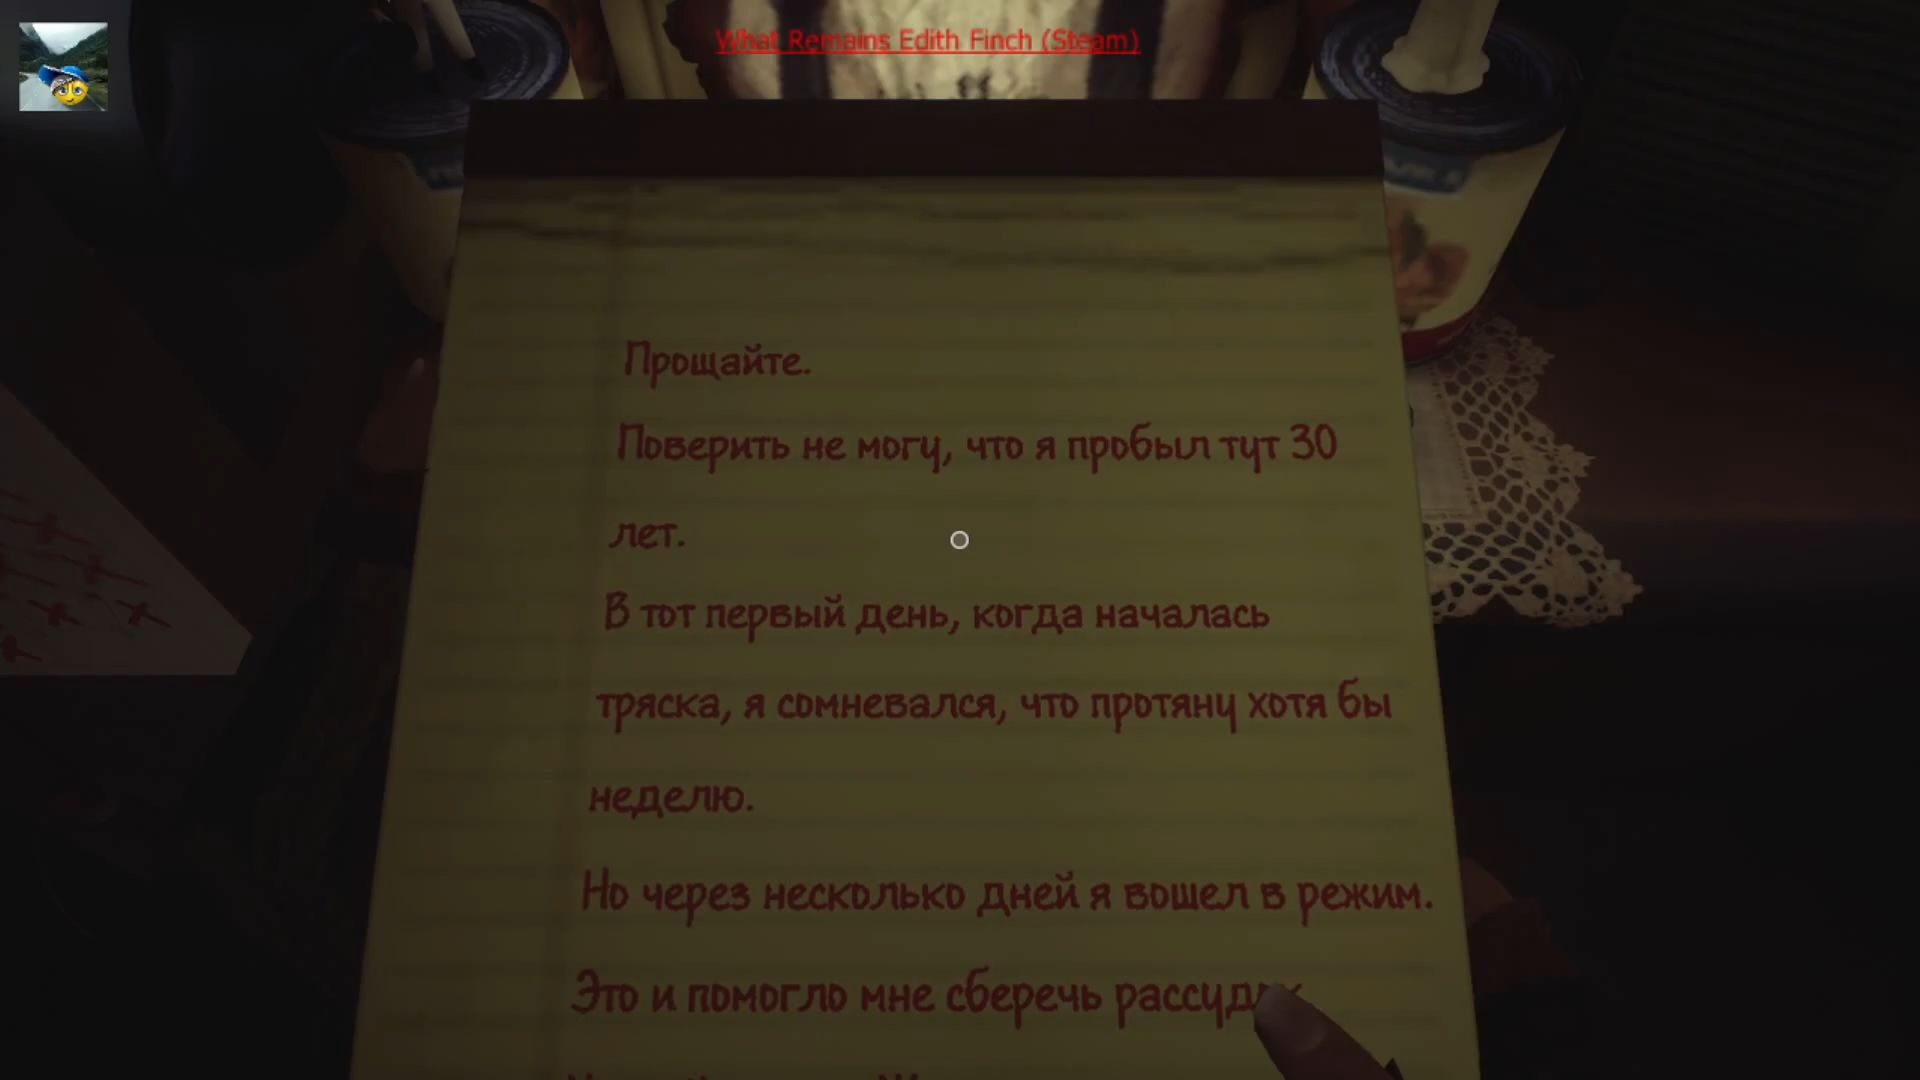 What Remains Edith Finch (Steam)
Прощайте.
Поверить не могу, что я пробыл тут 30
лет.
В тот первый день, когда началась
тряска, я сомневался, что протяну хотя бы
неделю.
Но через несколько дней я вошел в режим.
Это и помогло мне сберечь рассудок